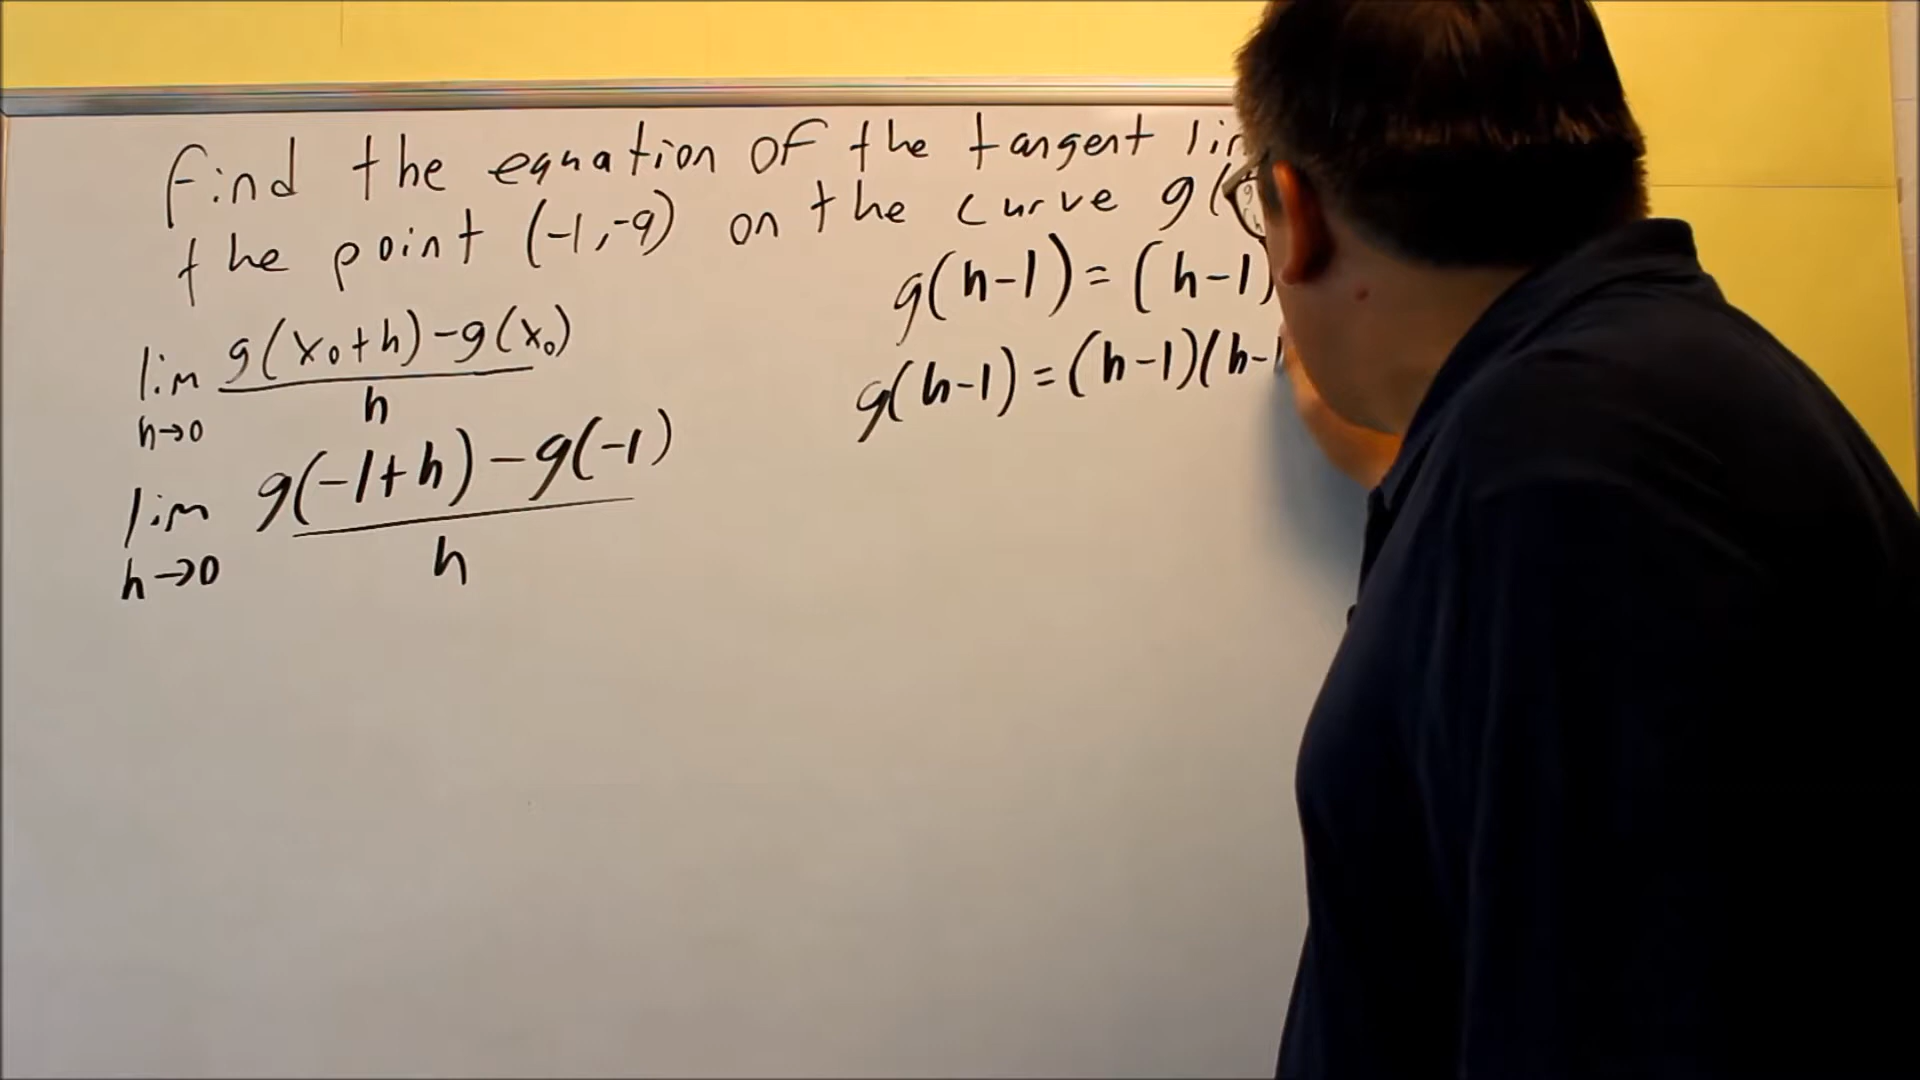 Find the equation of the tangent
the point (-1,-9) on the curve g(
g(h-1)=(h-1)
lim g(x₀+h)-g(x₀)
h→0 h
g(h-1)=(h-1)(h-1
lim g(-1+h)-g(-1)
h→0 h